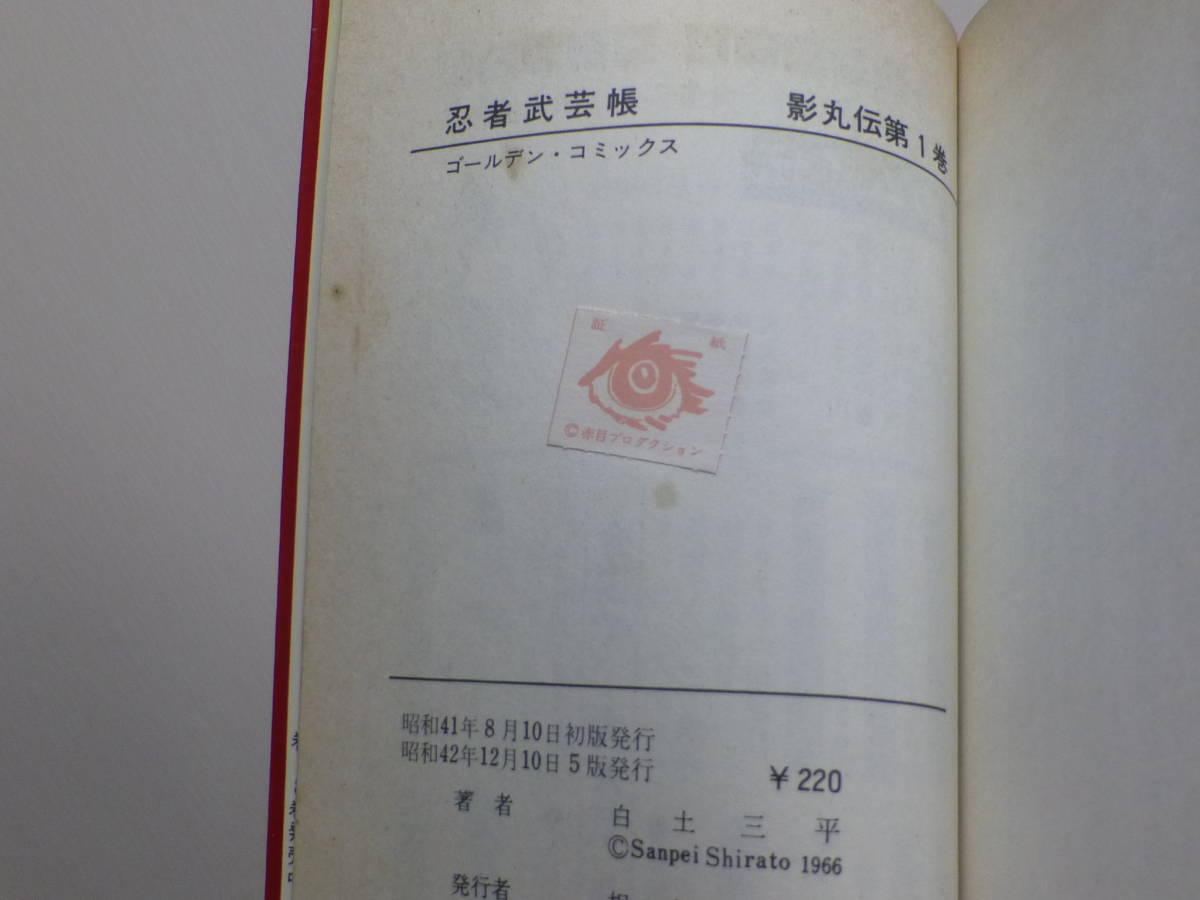 忍者武芸帳 影丸伝第1巻
ゴールデン・コミックス
証 紙
©赤目プロダクション
昭和41年8月10日初版発行
昭和42年12月10日5版発行
¥220
著者 白土三平
©Sanpei Shirato 1966
発行者